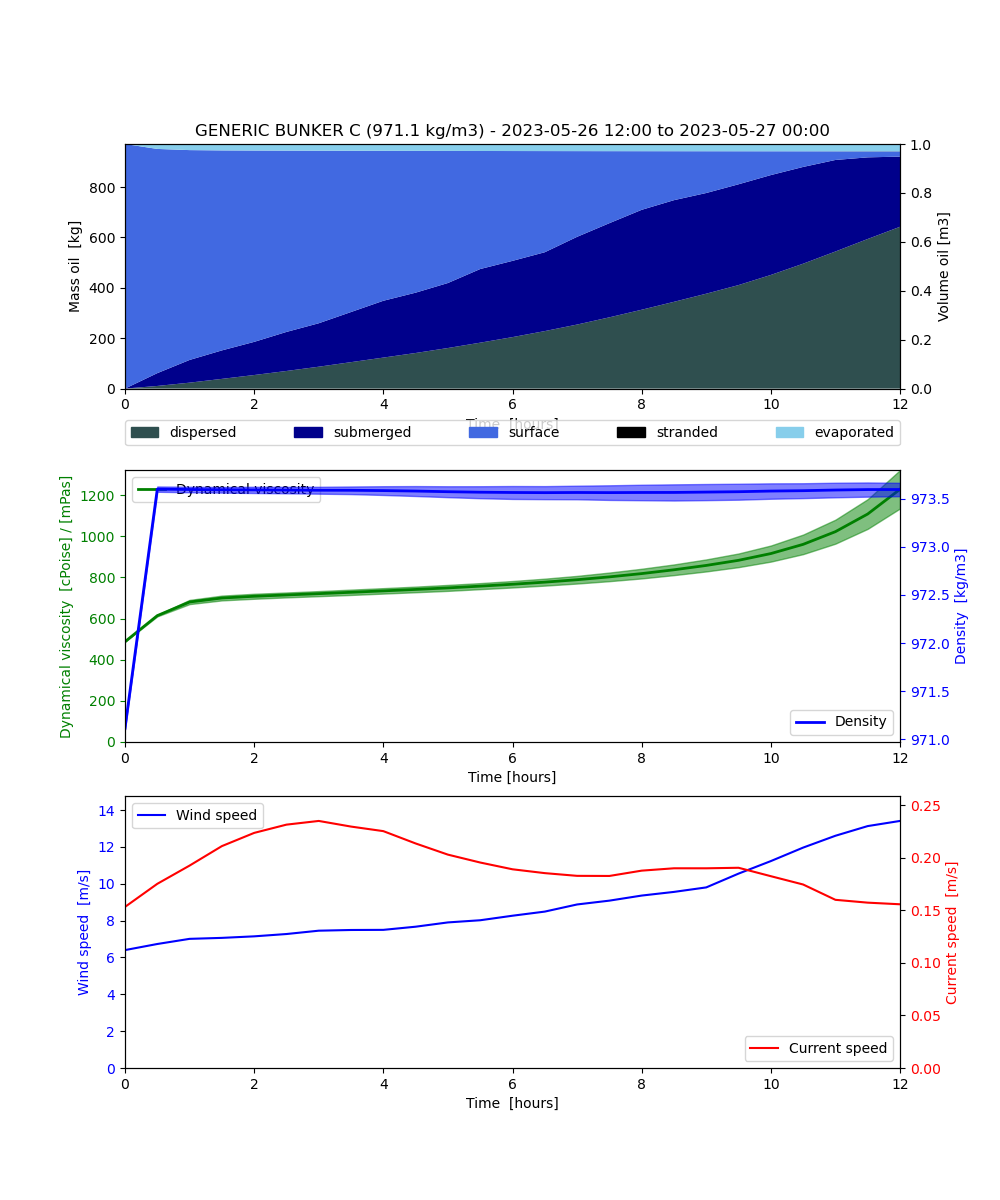 GENERIC BUNKER C (971.1 kg/m3) - 2023-05-26 12:00 to 2023-05-27 00:00
Mass oil [kg]
800
600
400
200
0
Volume oil [m3]
1.0
0.8
0.6
0.4
0.2
0.0
0 2 4 6 8 10 12
Time [hours]
dispersed submerged surface stranded evaporated
Dynamical viscosity [cPoise] / [mPas]
1200
1000
800
600
400
200
0
Dynamical viscosity
Density [kg/m3]
973.5
973.0
972.5
972.0
971.5
971.0
Density
0 2 4 6 8 10 12
Time [hours]
Wind speed [m/s]
14
12
10
8
6
4
2
0
Wind speed
Current speed [m/s]
0.25
0.20
0.15
0.10
0.05
0.00
Current speed
0 2 4 6 8 10 12
Time [hours]